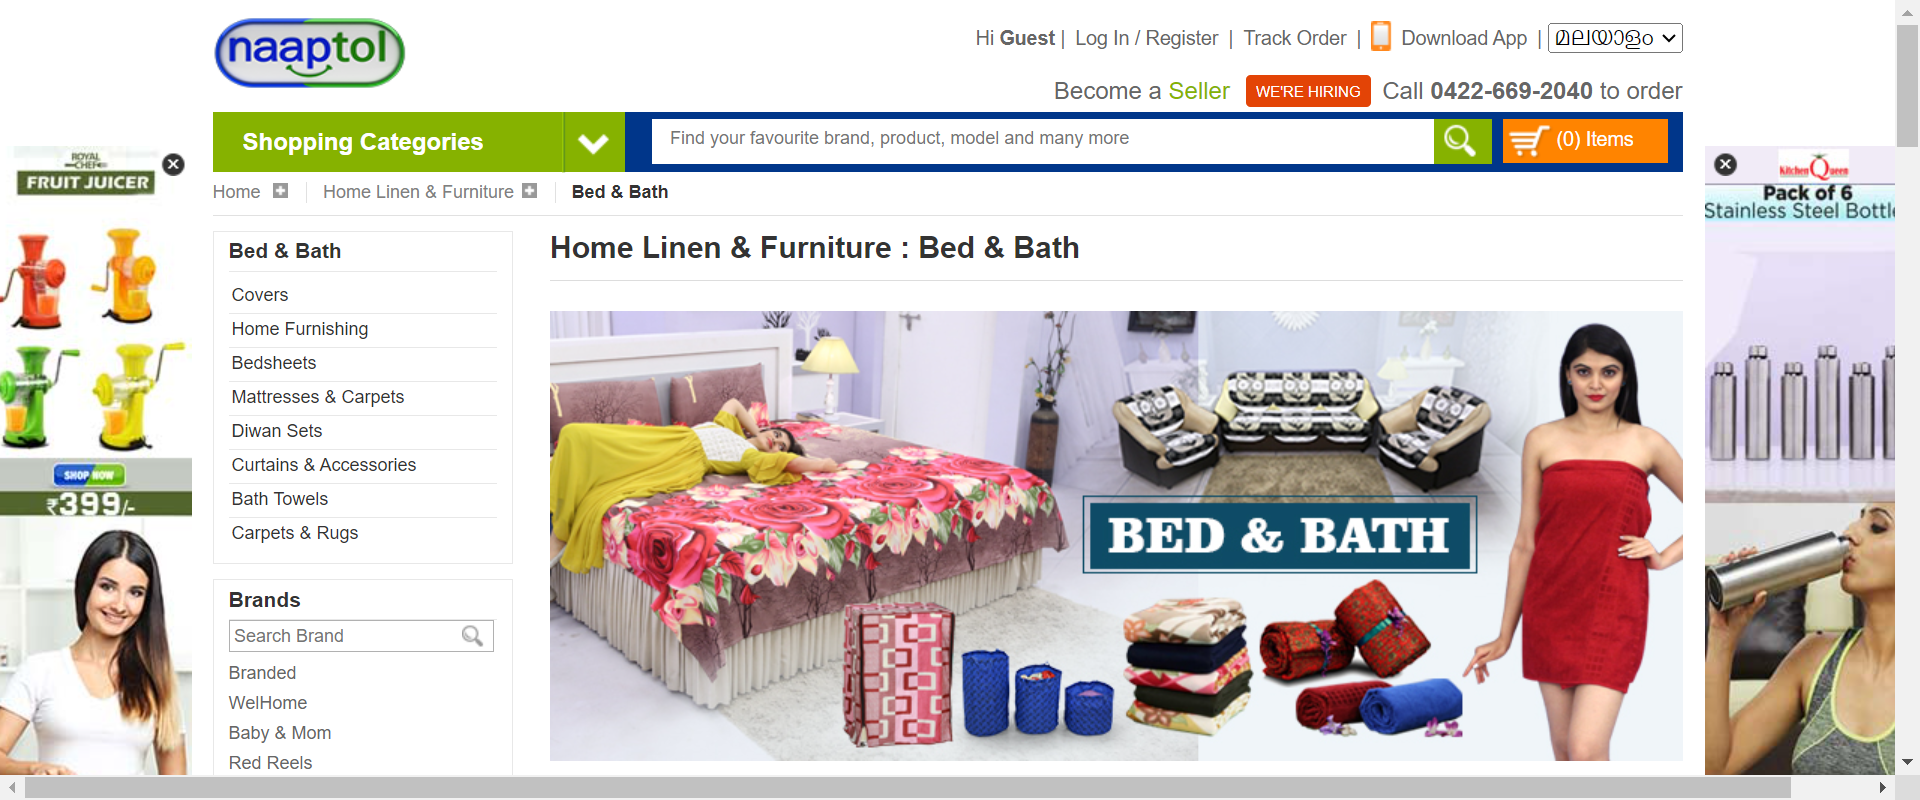 naaptol
Hi Guest | Log In / Register | Track Order | Download App | മലയാളം
Become a Seller WE'RE HIRING Call 0422-669-2040 to order
Shopping Categories Find your favourite brand, product, model and many more (0) Items
Home Home Linen & Furniture Bed & Bath
ROYAL
CHEF
FRUIT JUICER
SHOP NOW
₹399/-
Bed & Bath
Covers
Home Furnishing
Bedsheets
Mattresses & Carpets
Diwan Sets
Curtains & Accessories
Bath Towels
Carpets & Rugs
Brands
Search Brand
Branded
WelHome
Baby & Mom
Red Reels
Home Linen & Furniture : Bed & Bath
BED & BATH
Kitchen Queen
Pack of 6
Stainless Steel Bottle